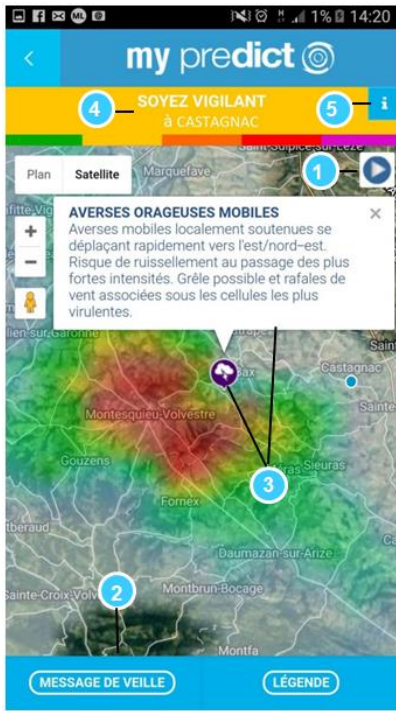 1% 14:20
my predict
SOYEZ VIGILANT
à CASTAGNAC
4
5
i
Saint-Sulpice-sur-Lèze
1
Plan Satellite
Marquefave
AVERSES ORAGEUSES MOBILES ×
Averses mobiles localement soutenues se
déplaçant rapidement vers l'est/nord-est.
Risque de ruissellement au passage des plus
fortes intensités. Grêle possible et rafales de
vent associées sous les cellules les plus
virulentes.
+
−
Bax
Castagnac
Montesquieu-Volvestre
Gouzens
3
Sieuras
Fornex
Daumazan-sur-Arize
2
Sainte-Croix-Volv
Montbrun-Bocage
Montfa
MESSAGE DE VEILLE
LÉGENDE